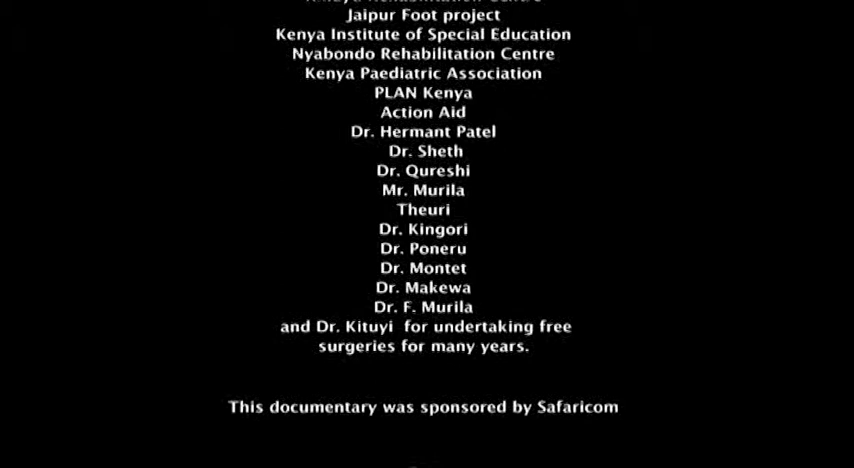 Rehabilitation Centre
Jaipur Foot project
Kenya Institute of Special Education
Nyabondo Rehabilitation Centre
Kenya Paediatric Association
PLAN Kenya
Action Aid
Dr. Hermant Patel
Dr. Sheth
Dr. Qureshi
Mr. Murila
Theuri
Dr. Kingori
Dr. Poneru
Dr. Montet
Dr. Makewa
Dr. F. Murila
and Dr. Kituyi for undertaking free
surgeries for many years.
This documentary was sponsored by Safaricom